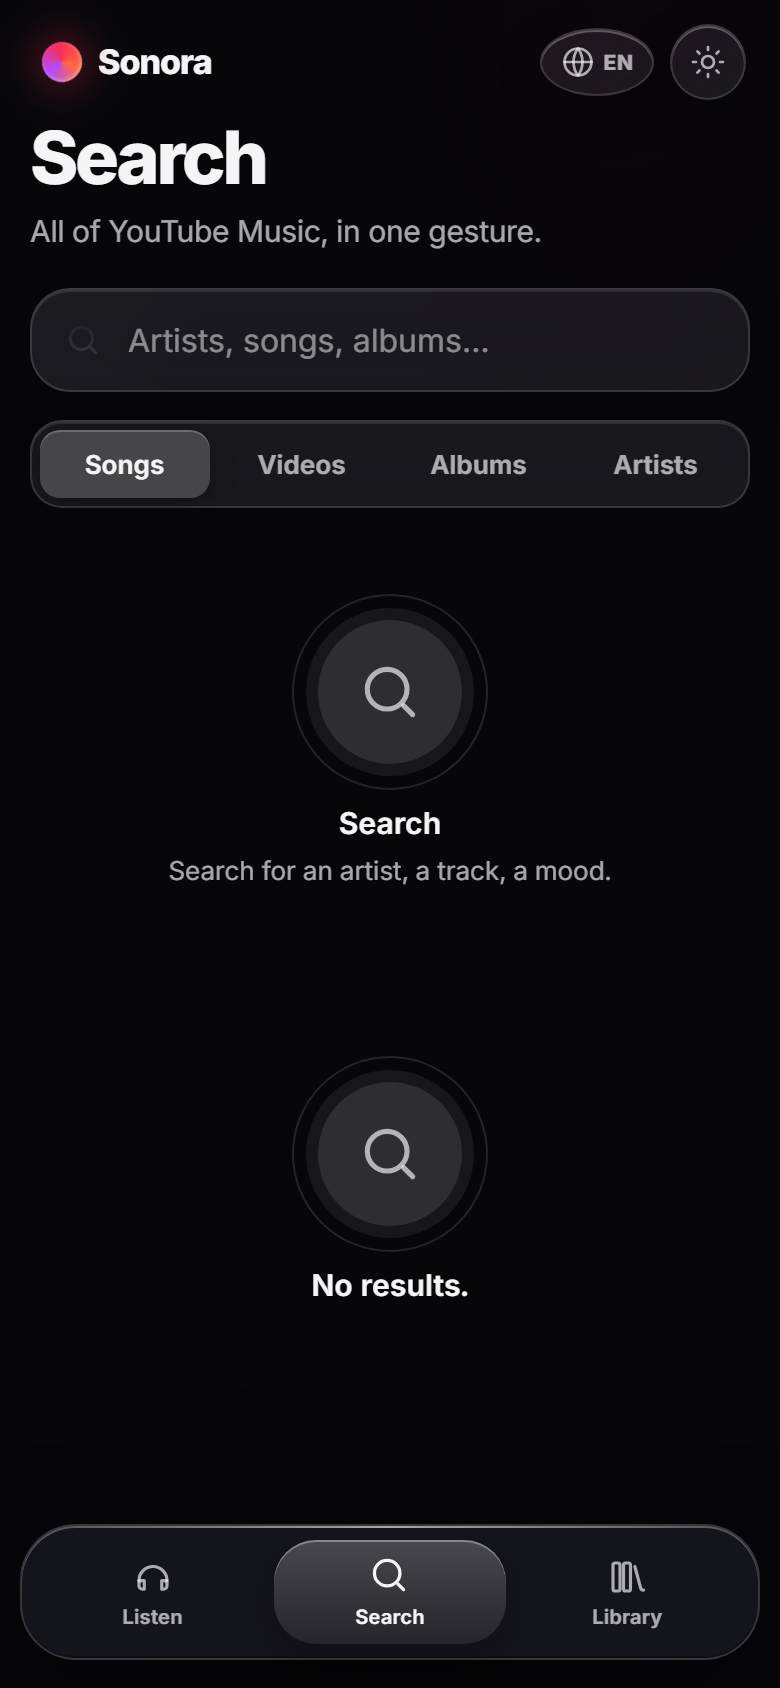 Sonora
EN
Search
All of YouTube Music, in one gesture.
Artists, songs, albums...
Songs
Videos
Albums
Artists
Search
Search for an artist, a track, a mood.
No results.
Listen
Search
Library